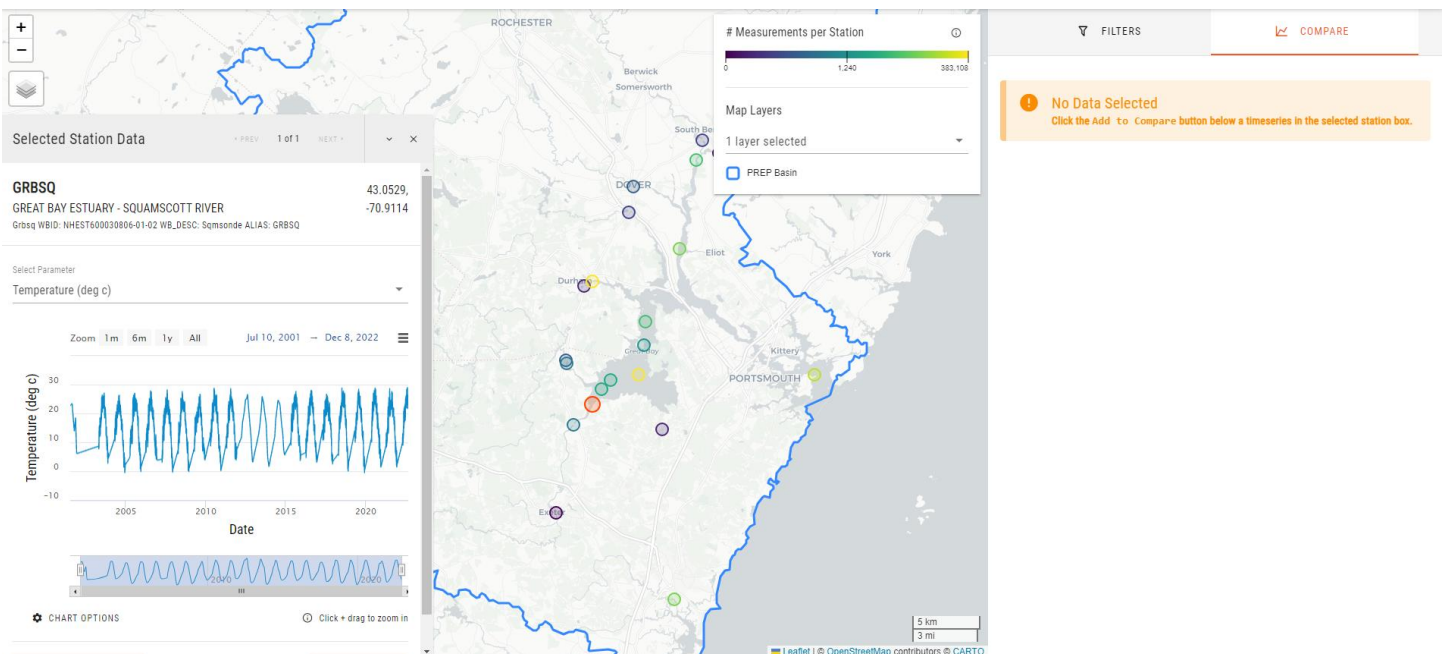 +
−
ROCHESTER
Berwick
Somersworth
South Be
DOVER
Eliot
York
Durham
Great Bay
Kittery
PORTSMOUTH
Exeter
5 km
3 mi
Leaflet | © OpenStreetMap contributors © CARTO
# Measurements per Station
0
1,240
383,108
Map Layers
1 layer selected
PREP Basin
Selected Station Data
‹ PREV 1 of 1 NEXT ›
GRBSQ
43.0529,
GREAT BAY ESTUARY - SQUAMSCOTT RIVER
-70.9114
Grbsq WBID: NHEST600030806-01-02 WB_DESC: Sqmsonde ALIAS: GRBSQ
Select Parameter
Temperature (deg c)
Zoom 1m 6m 1y All Jul 10, 2001 → Dec 8, 2022
Temperature (deg c)
30
20
10
0
-10
2005 2010 2015 2020
Date
2010 2020
CHART OPTIONS
Click + drag to zoom in
FILTERS
COMPARE
No Data Selected
Click the Add to Compare button below a timeseries in the selected station box.